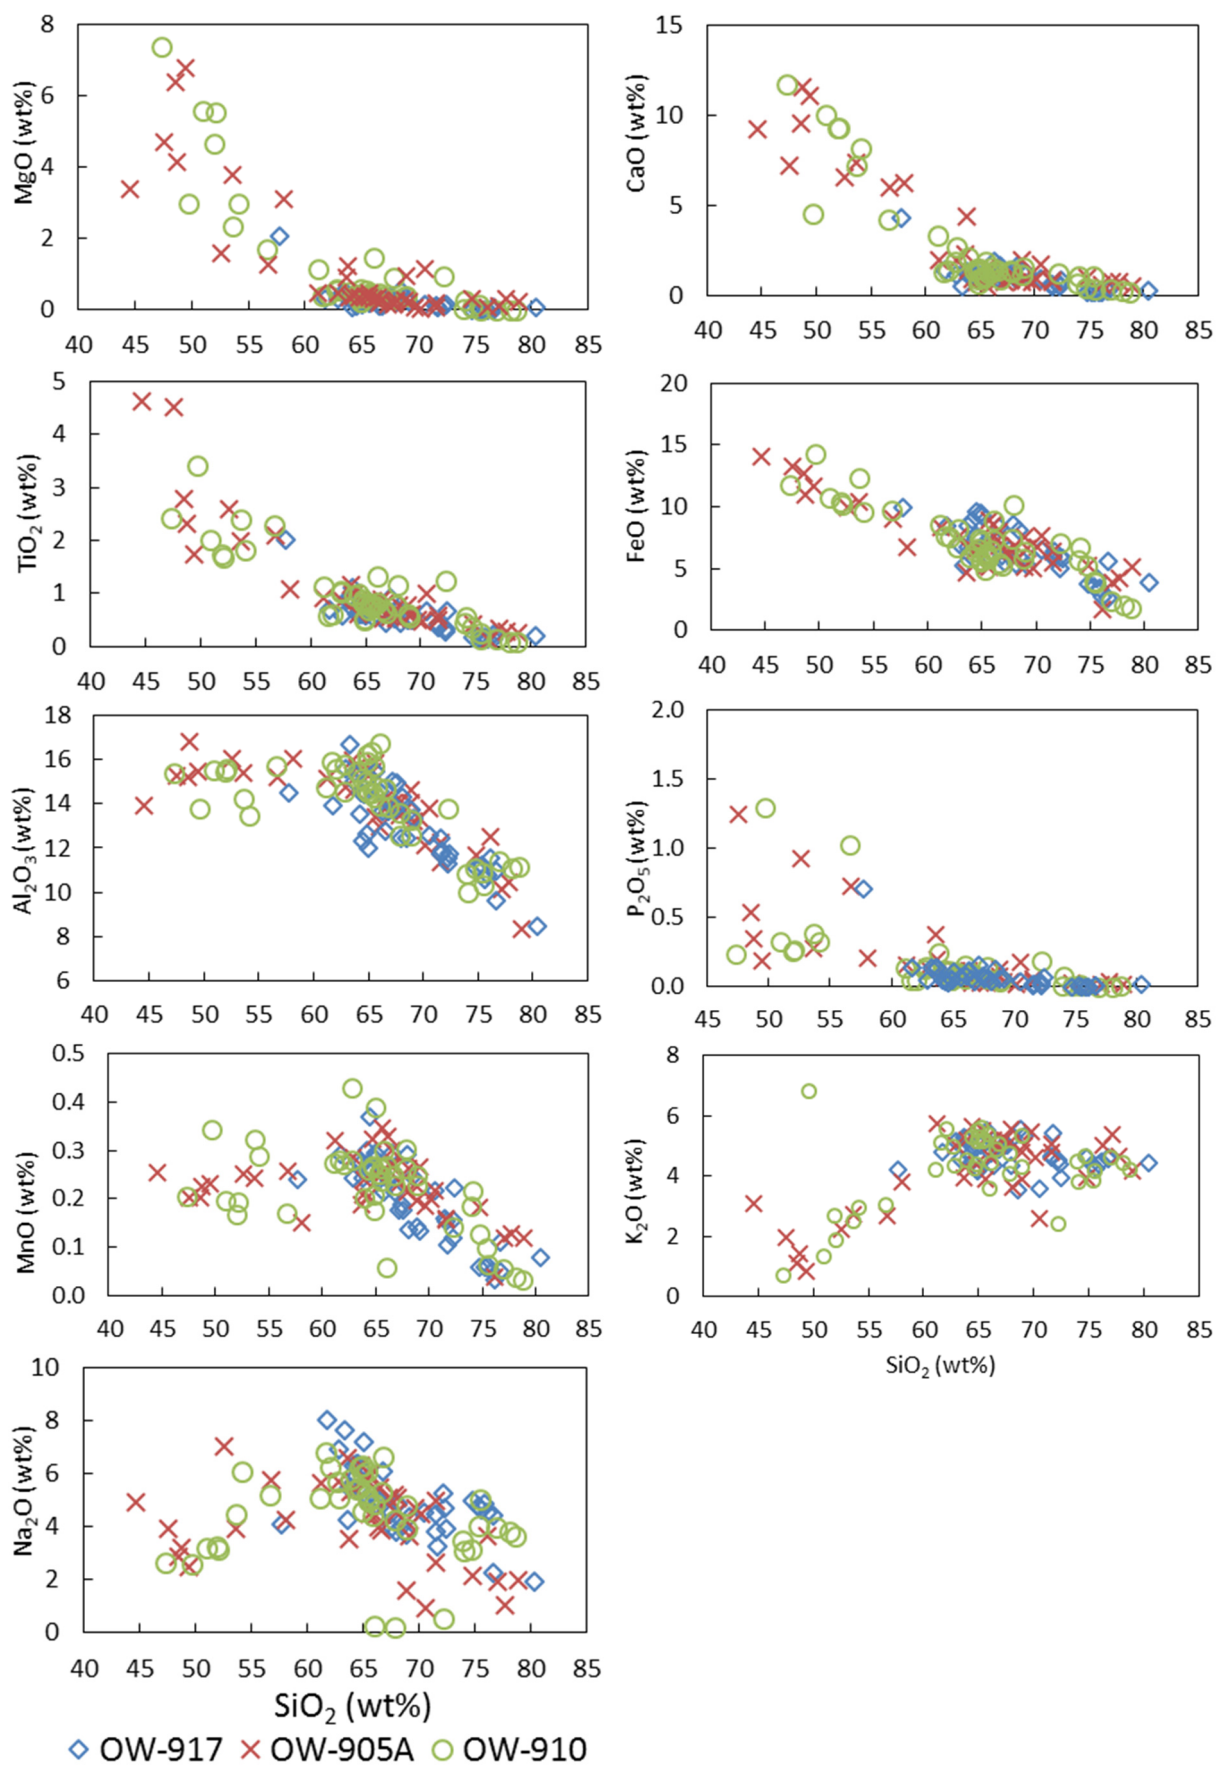 MgO (wt%)
8
6
4
2
0
40 45 50 55 60 65 70 75 80 85
CaO (wt%)
15
10
5
0
40 45 50 55 60 65 70 75 80 85
TiO2 (wt%)
5
4
3
2
1
0
40 45 50 55 60 65 70 75 80 85
FeO (wt%)
20
15
10
5
0
40 45 50 55 60 65 70 75 80 85
Al2O3 (wt%)
18
16
14
12
10
8
6
40 45 50 55 60 65 70 75 80 85
P2O5 (wt%)
2.0
1.5
1.0
0.5
0.0
45 50 55 60 65 70 75 80 85
MnO (wt%)
0.5
0.4
0.3
0.2
0.1
0.0
40 45 50 55 60 65 70 75 80 85
K2O (wt%)
8
6
4
2
0
40 45 50 55 60 65 70 75 80 85
SiO2 (wt%)
Na2O (wt%)
10
8
6
4
2
0
40 45 50 55 60 65 70 75 80 85
SiO2 (wt%)
OW-917 OW-905A OW-910